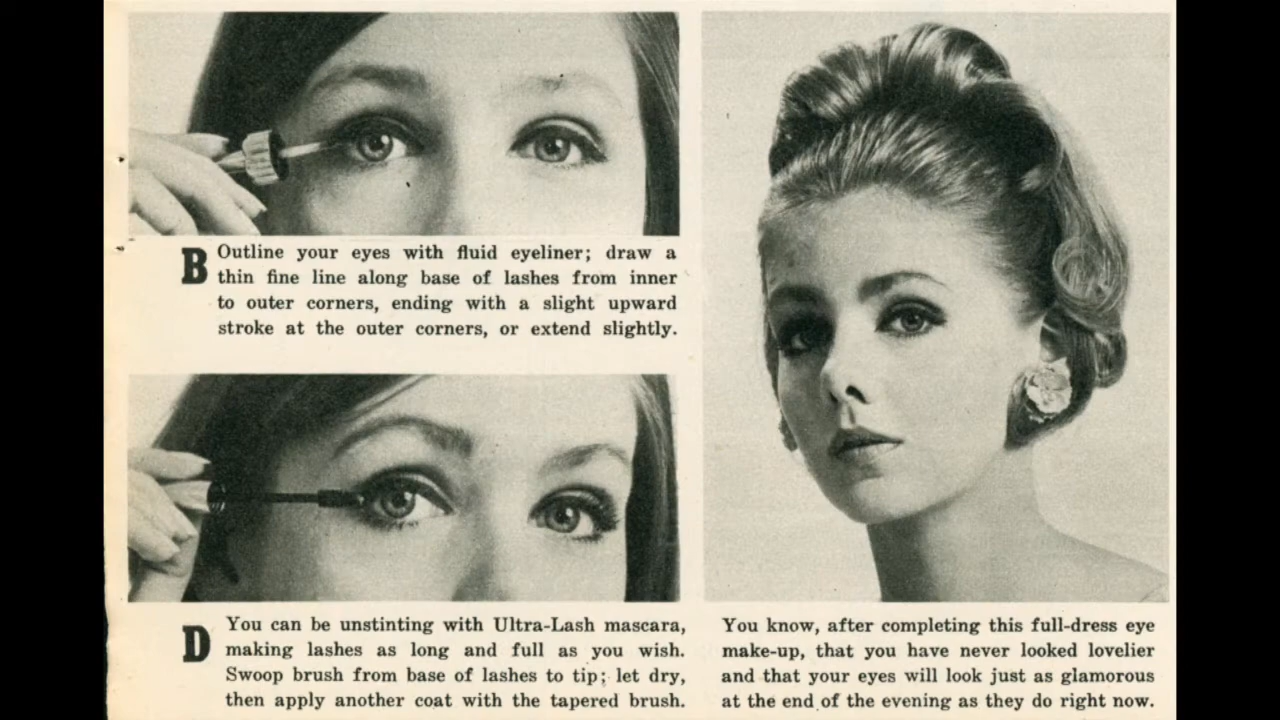 B
Outline your eyes with fluid eyeliner; draw a
thin fine line along base of lashes from inner
to outer corners, ending with a slight upward
stroke at the outer corners, or extend slightly.
D
You can be unstinting with Ultra-Lash mascara,
making lashes as long and full as you wish.
Swoop brush from base of lashes to tip; let dry,
then apply another coat with the tapered brush.
You know, after completing this full-dress eye
make-up, that you have never looked lovelier
and that your eyes will look just as glamorous
at the end of the evening as they do right now.